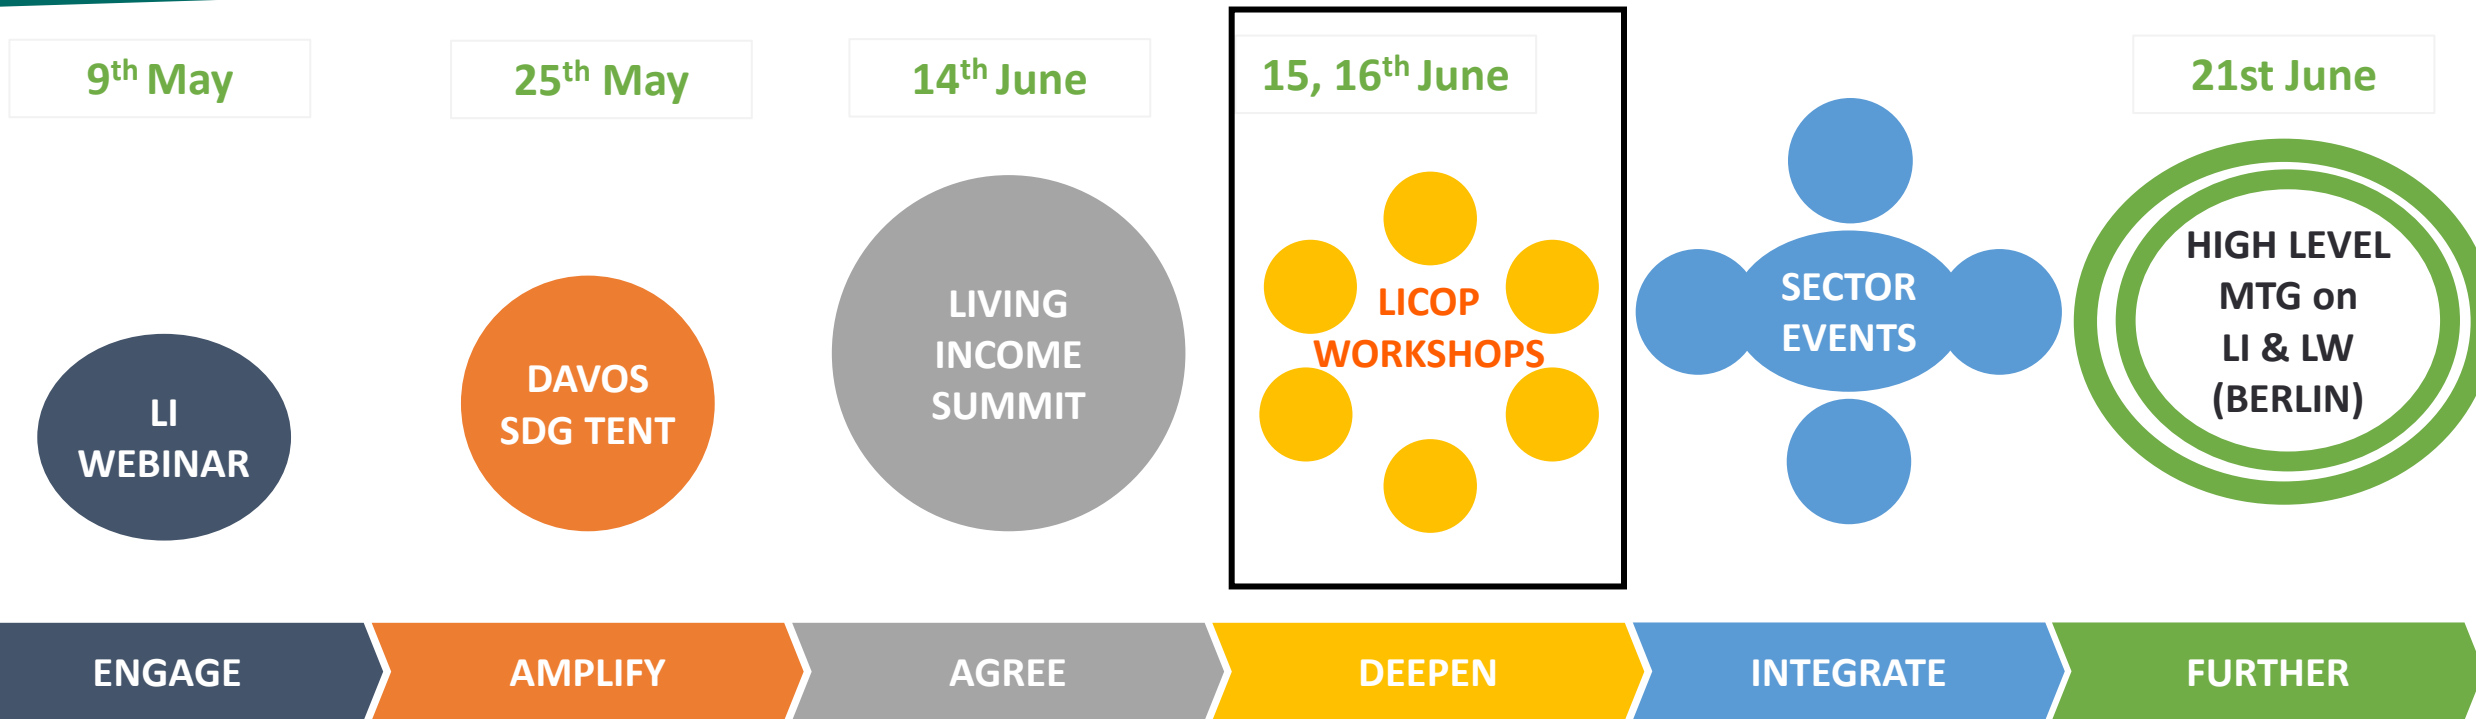 9th May
25th May
14th June
15, 16th June
21st June
LI
WEBINAR
DAVOS
SDG TENT
LIVING
INCOME
SUMMIT
LICOP
WORKSHOPS
SECTOR
EVENTS
HIGH LEVEL
MTG on
LI & LW
(BERLIN)
ENGAGE
AMPLIFY
AGREE
DEEPEN
INTEGRATE
FURTHER